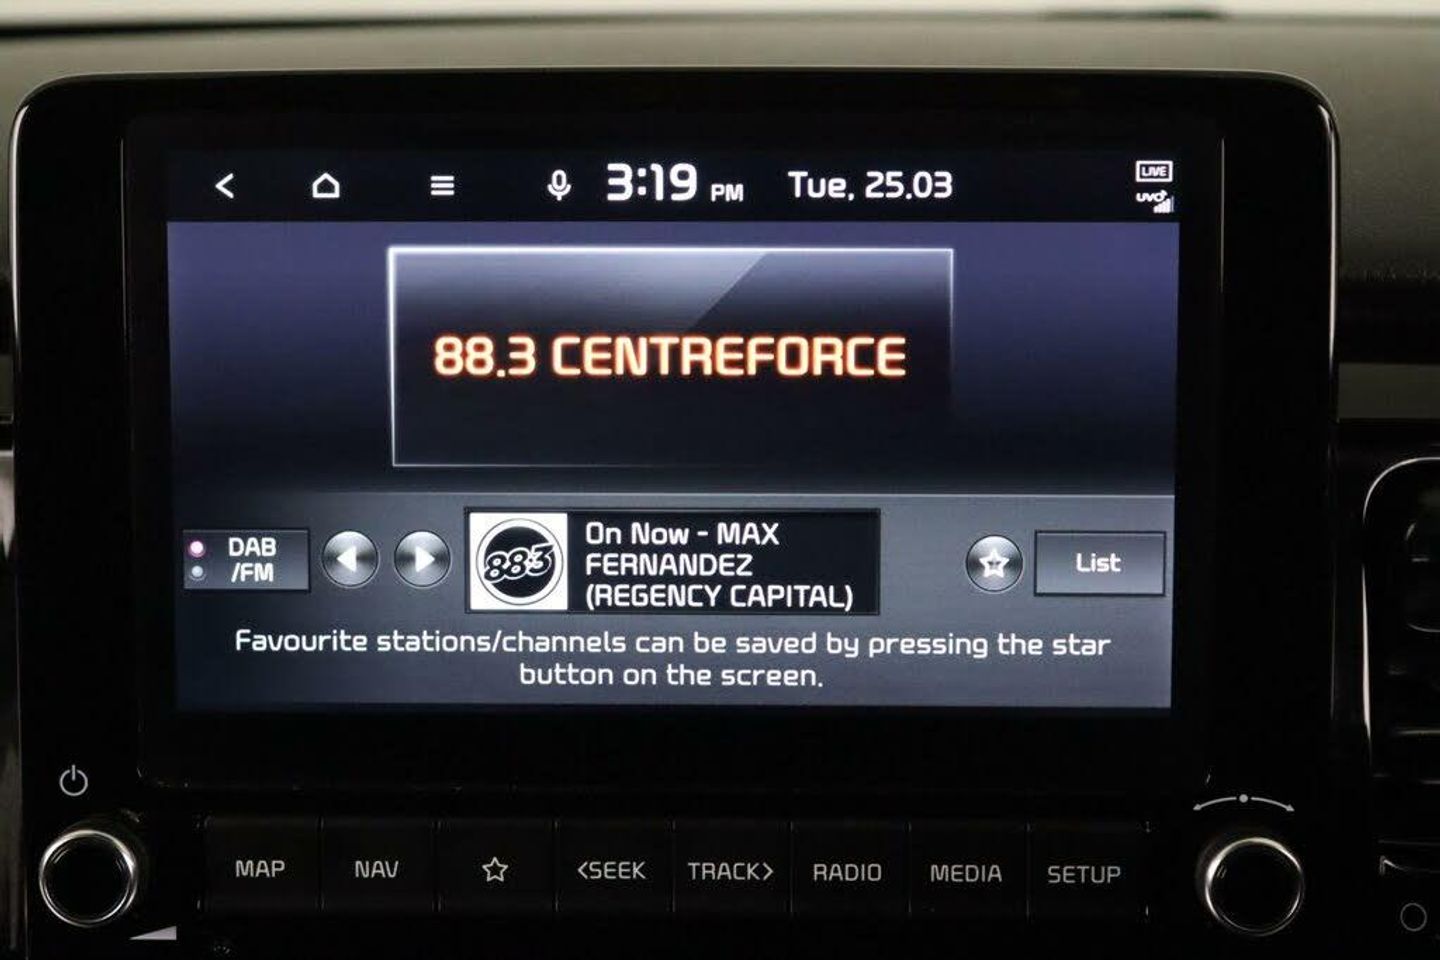 3:19 PM Tue, 25.03
LIVE
UVO
88.3 CENTREFORCE
DAB
/FM
883
On Now - MAX
FERNANDEZ
(REGENCY CAPITAL)
List
Favourite stations/channels can be saved by pressing the star
button on the screen.
MAP NAV <SEEK TRACK> RADIO MEDIA SETUP